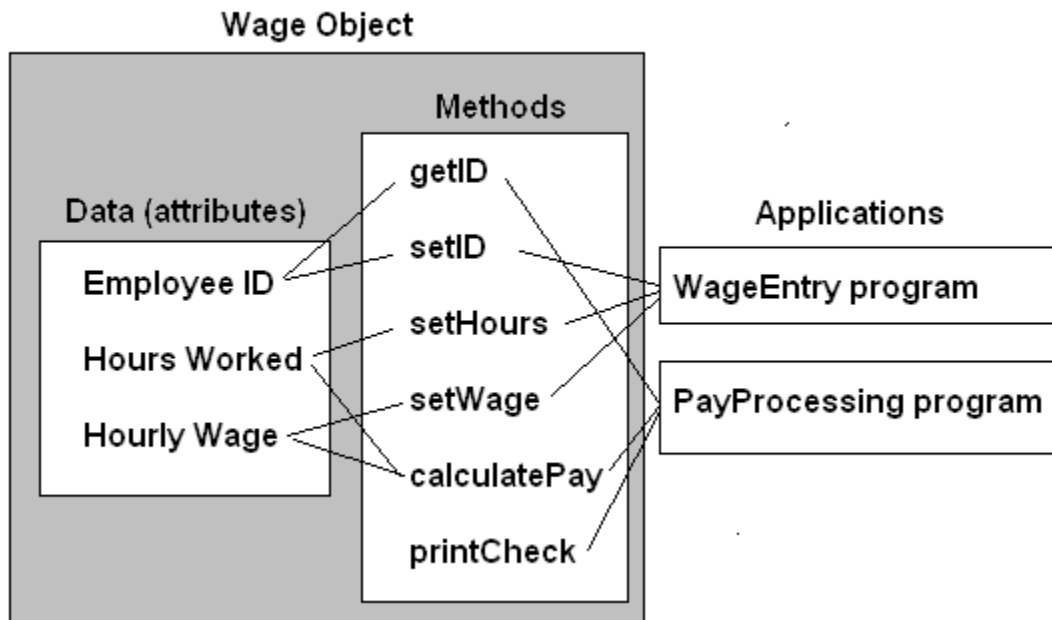 Wage Object
Methods
getID
setID
setHours
setWage
calculatePay
printCheck
Data (attributes)
Employee ID
Hours Worked
Hourly Wage
Applications
WageEntry program
PayProcessing program